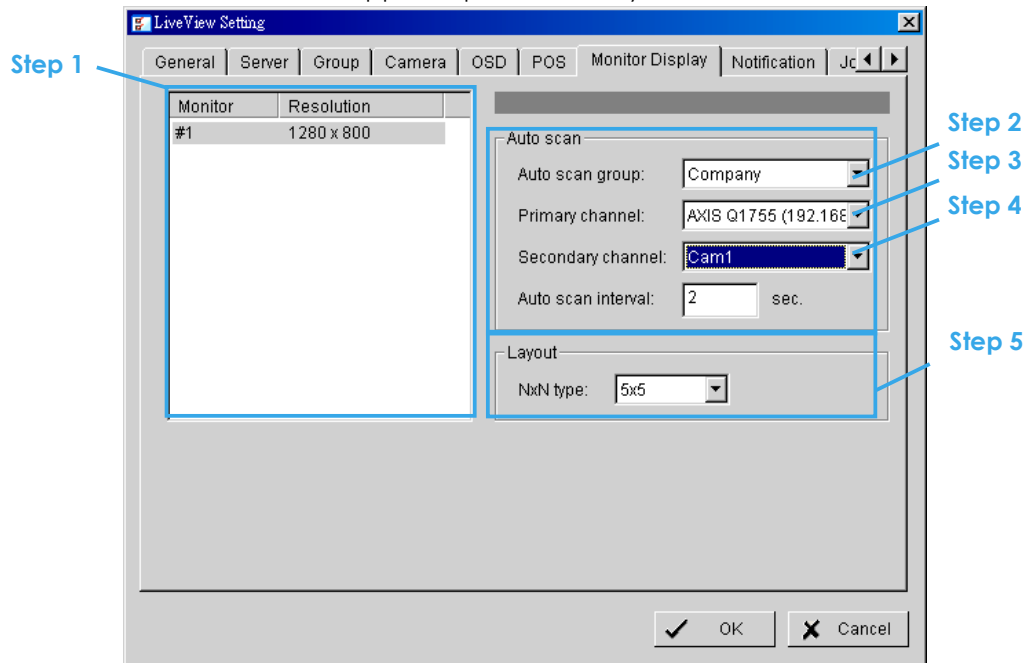 LiveView Setting
General Server Group Camera OSD POS Monitor Display Notification
Step 1
Monitor Resolution
#1 1280 x 800
Auto scan
Auto scan group: Company
Step 2
Primary channel: AXIS Q1755 (192.168
Step 3
Secondary channel: Cam1
Step 4
Auto scan interval: 2 sec.
Layout
Step 5
NxN type: 5x5
OK Cancel